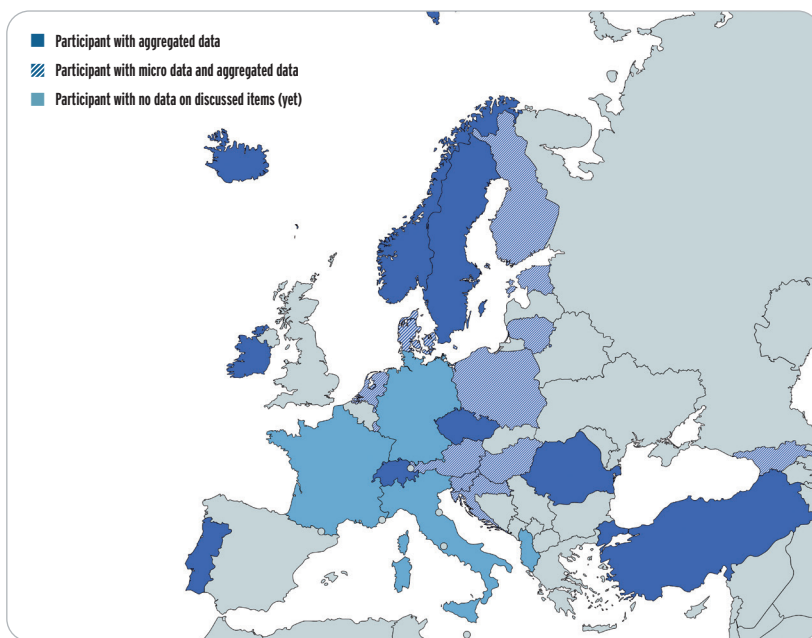 Participant with aggregated data
Participant with micro data and aggregated data
Participant with no data on discussed items (yet)